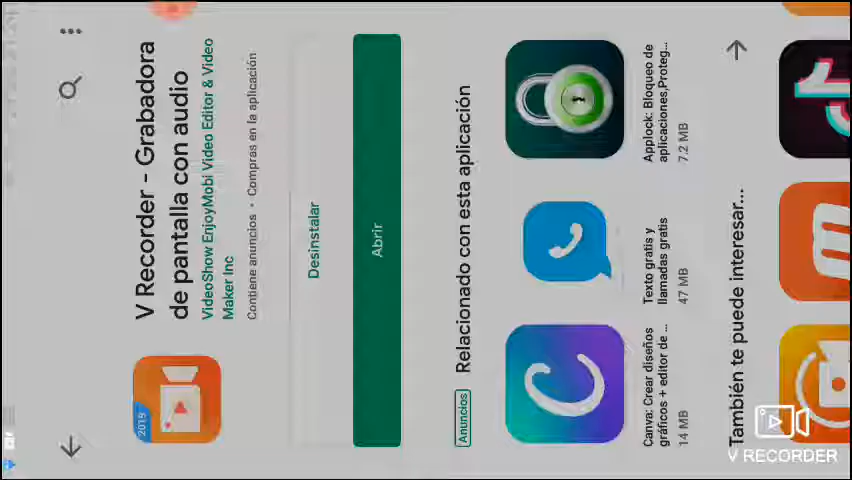 V Recorder - Grabadora
de pantalla con audio
VideoShow EnjoyMobi Video Editor & Video
Maker Inc
Contiene anuncios • Compras en la aplicación
2019
Desinstalar
Abrir
Anuncios
Relacionado con esta aplicación
Canva: Crear diseños
gráficos + editor de ...
14 MB
Texto gratis y
llamadas gratis
47 MB
Applock: Bloqueo de
aplicaciones,Proteg...
7.2 MB
También te puede interesar...
V RECORDER